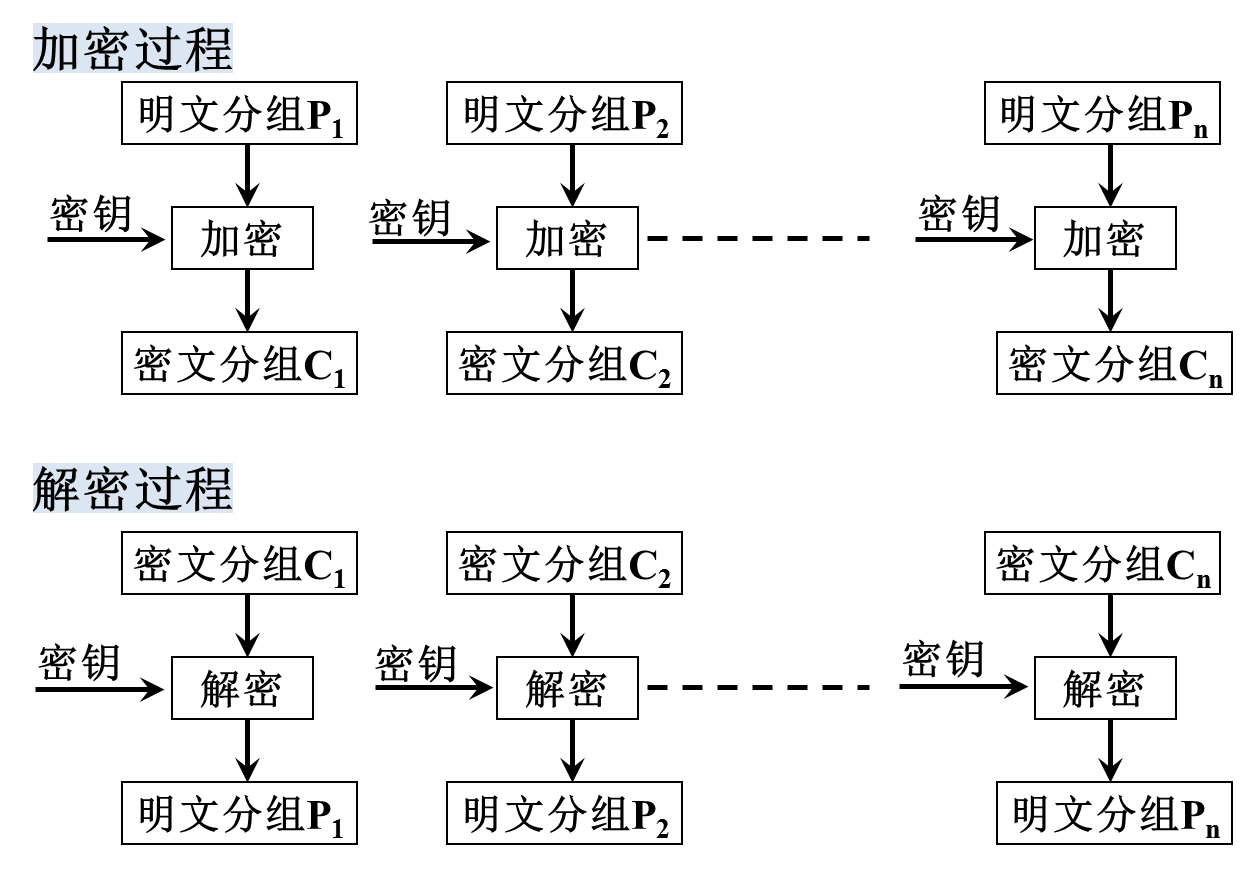 加密过程
明文分组P1
明文分组P2
明文分组Pn
密钥
加密
密钥
加密
密钥
加密
密文分组C1
密文分组C2
密文分组Cn
解密过程
密文分组C1
密文分组C2
密文分组Cn
密钥
解密
密钥
解密
密钥
解密
明文分组P1
明文分组P2
明文分组Pn